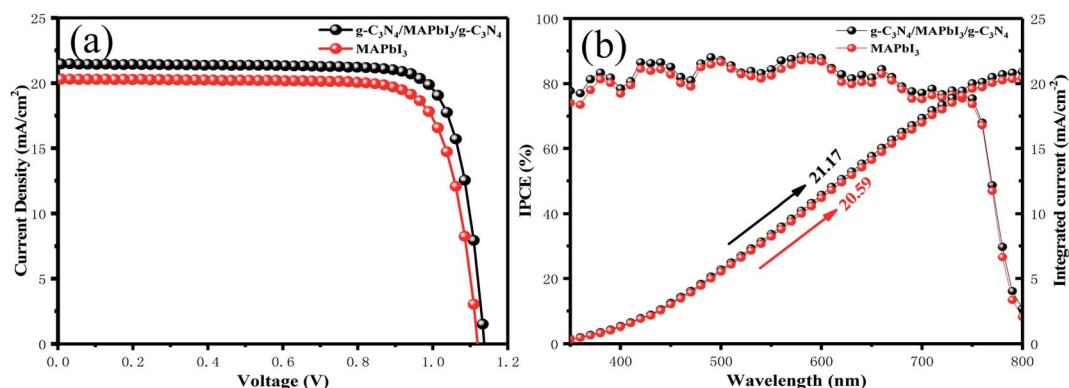 (a)
g-C₃N₄/MAPbI₃/g-C₃N₄
MAPbI₃
25
20
15
10
5
0
0.0 0.2 0.4 0.6 0.8 1.0 1.2
Current Density (mA/cm²)
Voltage (V)
(b)
g-C₃N₄/MAPbI₃/g-C₃N₄
MAPbI₃
100
80
60
40
20
0
400 500 600 700 800
25
20
15
10
5
0
IPCE (%)
Wavelength (nm)
Integrated current (mA/cm⁻²)
21.17
20.59